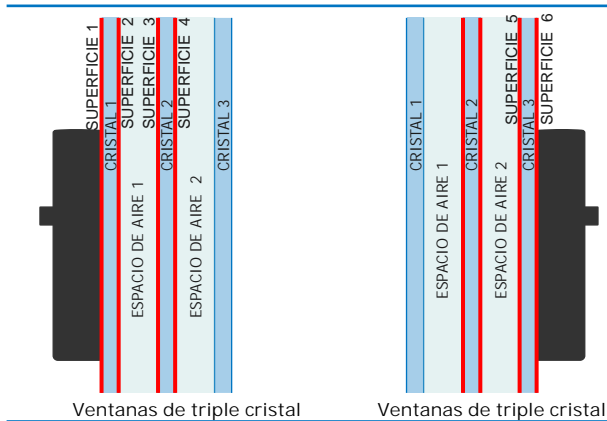 SUPERFICIE 1
CRISTAL 1
SUPERFICIE 2
ESPACIO DE AIRE 1
SUPERFICIE 3
CRISTAL 2
SUPERFICIE 4
ESPACIO DE AIRE 2
CRISTAL 3
Ventanas de triple cristal
CRISTAL 1
ESPACIO DE AIRE 1
CRISTAL 2
ESPACIO DE AIRE 2
SUPERFICIE 5
CRISTAL 3
SUPERFICIE 6
Ventanas de triple cristal